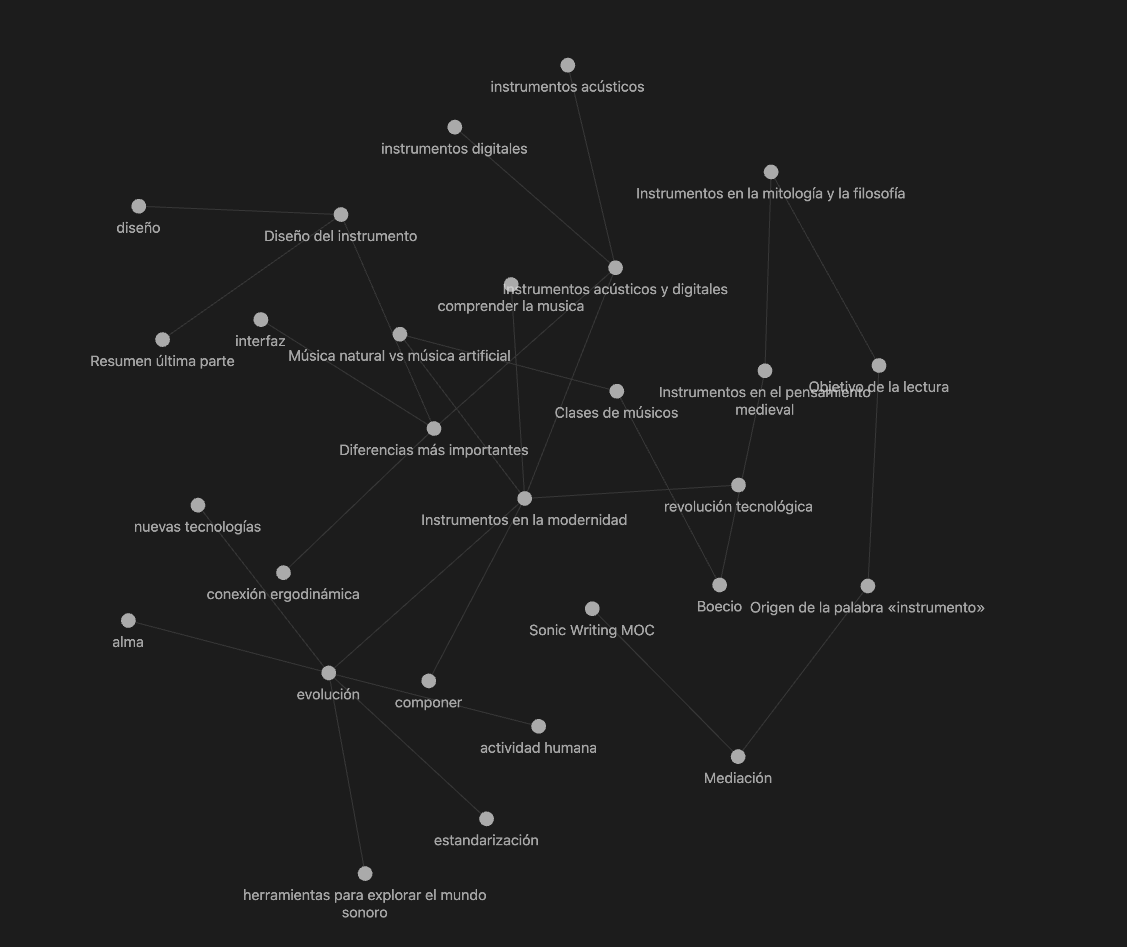 instrumentos acústicos
instrumentos digitales
Instrumentos en la mitología y la filosofía
diseño
Diseño del instrumento
Instrumentos acústicos y digitales
comprender la musica
interfaz
Música natural vs música artificial
Resumen última parte
Instrumentos en el pensamiento
medieval
Objetivo de la lectura
Clases de músicos
Diferencias más importantes
revolución tecnológica
Instrumentos en la modernidad
nuevas tecnologías
conexión ergodinámica
Boecio
Origen de la palabra «instrumento»
Sonic Writing MOC
alma
evolución
componer
actividad humana
Mediación
estandarización
herramientas para explorar el mundo
sonoro